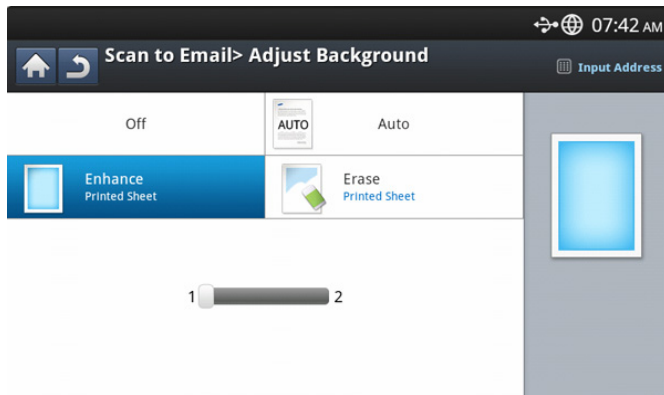 07:42 AM
Scan to Email> Adjust Background
Input Address
Off
AUTO
Auto
Enhance
Printed Sheet
Erase
Printed Sheet
1
2